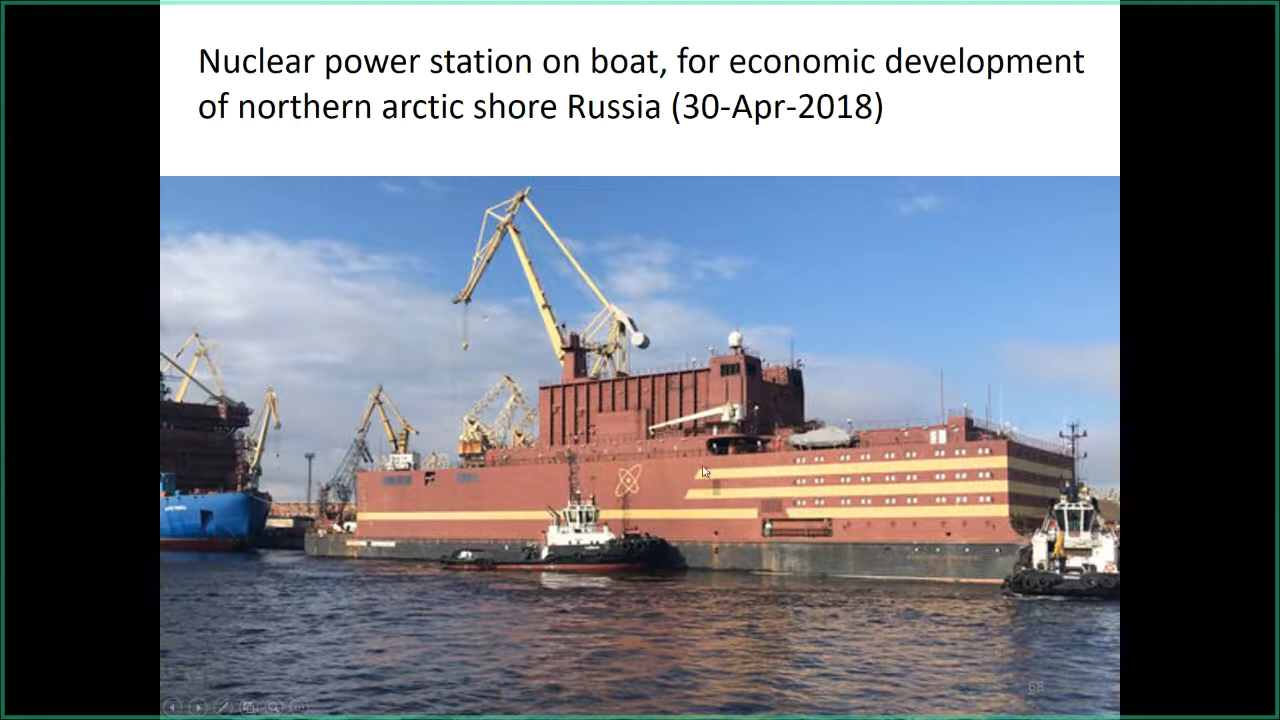 Nuclear power station on boat, for economic development
of northern arctic shore Russia (30-Apr-2018)
68